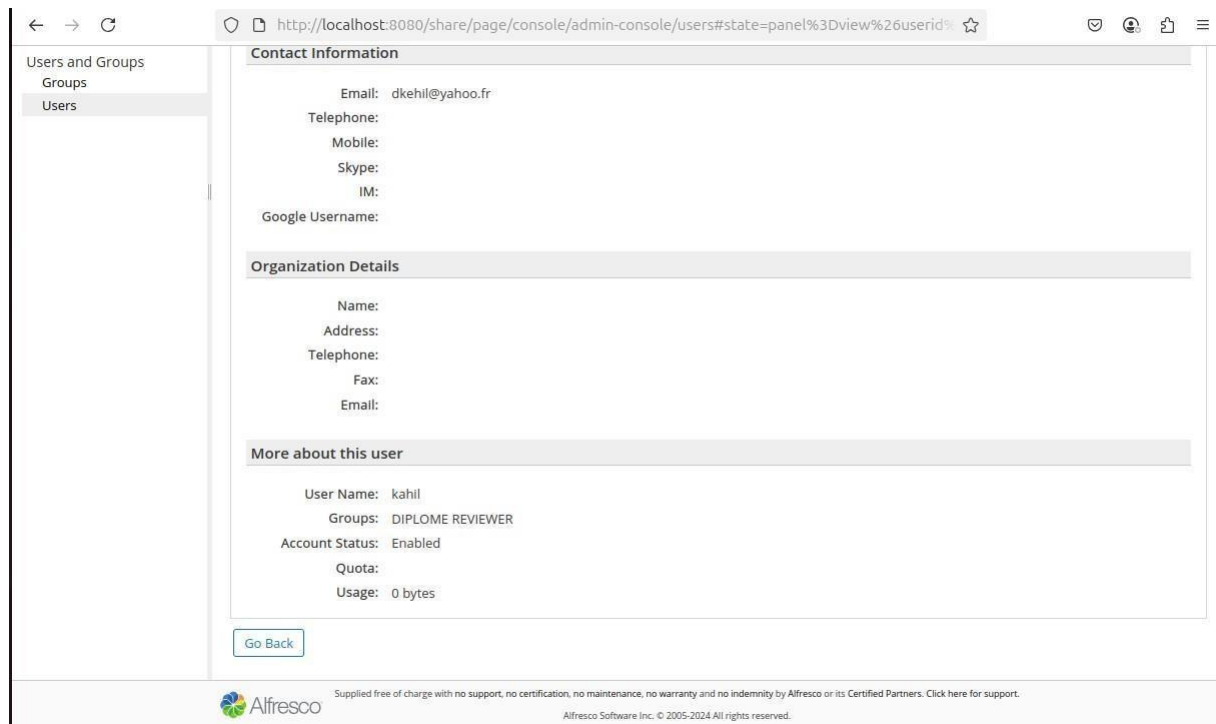 http://localhost:8080/share/page/console/admin-console/users#state=panel%3Dview%26userid%
Users and Groups
Groups
Users
Contact Information
Email: dkehil@yahoo.fr
Telephone:
Mobile:
Skype:
IM:
Google Username:
Organization Details
Name:
Address:
Telephone:
Fax:
Email:
More about this user
User Name: kahil
Groups: DIPLOME REVIEWER
Account Status: Enabled
Quota:
Usage: 0 bytes
Go Back
Alfresco
Supplied free of charge with no support, no certification, no maintenance, no warranty and no indemnity by Alfresco or its Certified Partners. Click here for support.
Alfresco Software Inc. © 2005-2024 All rights reserved.